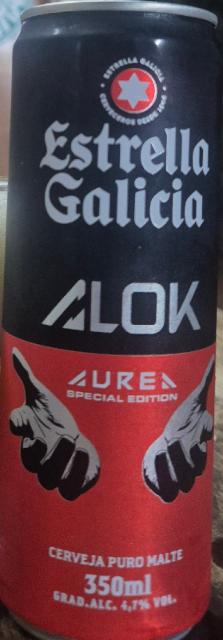 ESTRELLA GALICIA
CERVECEROS DESDE 1906
Estrella
Galicia
ALOK
AUREA
SPECIAL EDITION
CERVEJA PURO MALTE
350ml
GRAD.ALC. 4,7% VOL.